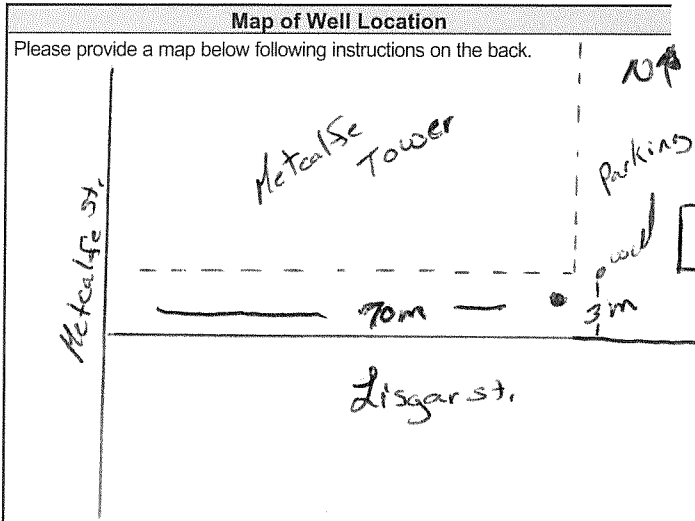 Map of Well Location
Please provide a map below following instructions on the back.
N
Metcalfe
Tower
Parking
Metcalfe st.
well
70m
3m
Lisgar st.